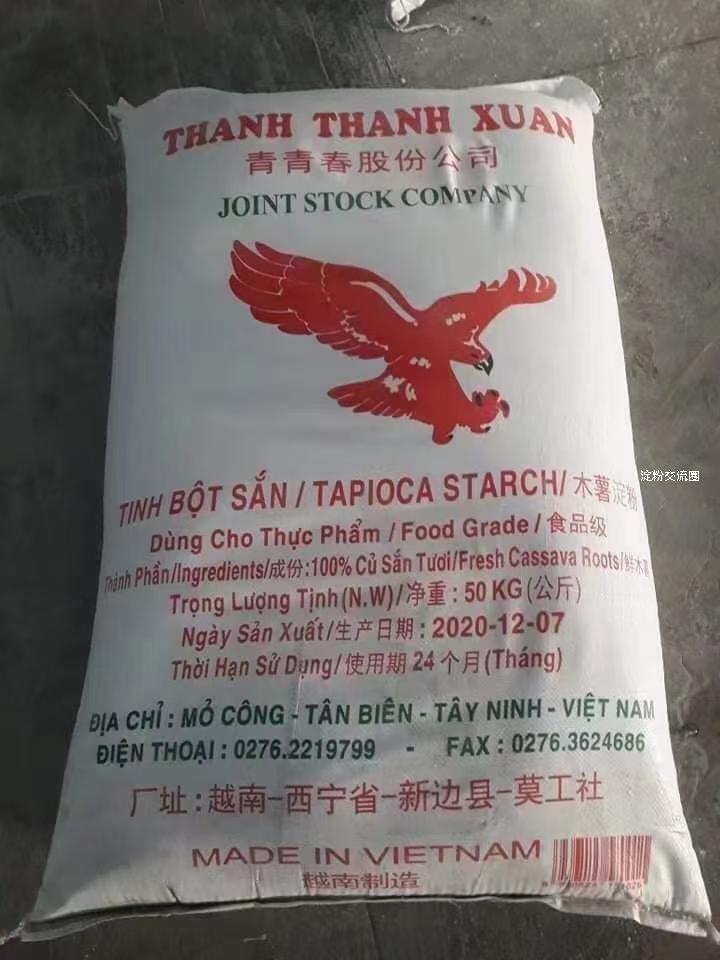 THANH THANH XUAN
青青春股份公司
JOINT STOCK COMPANY
TINH BỘT SẮN / TAPIOCA STARCH/ 木薯淀粉
淀粉交流圈
Dùng Cho Thực Phẩm / Food Grade / 食品级
Thành Phần/Ingredients/成份:100% Củ Sắn Tươi/Fresh Cassava Roots/鲜木薯
Trọng Lượng Tịnh(N.W)/净重: 50 KG(公斤)
Ngày Sản Xuất/生产日期: 2020-12-07
Thời Hạn Sử Dụng/使用期 24个月(Tháng)
ĐỊA CHỈ : MỎ CÔNG - TÂN BIÊN - TÂY NINH - VIỆT NAM
ĐIỆN THOẠI : 0276.2219799 - FAX : 0276.3624686
厂址:越南-西宁省-新边县-莫工社
MADE IN VIETNAM
越南制造